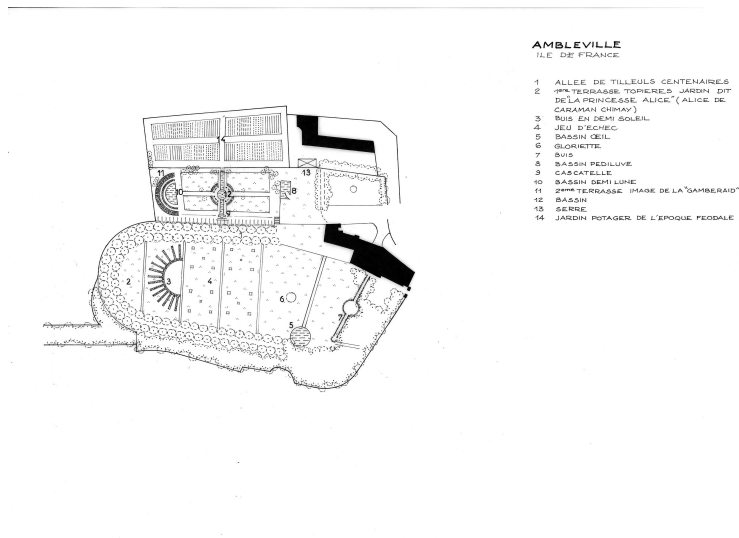 AMBLEVILLE
ILE DE FRANCE
1 ALLEE DE TILLEULS CENTENAIRES
2 1ère TERRASSE TOPIERES JARDIN DIT
DE "LA PRINCESSE ALICE" (ALICE DE
CARAMAN CHIMAY)
3 BUIS EN DEMI SOLEIL
4 JEU D'ECHEC
5 BASSIN ŒIL
6 GLORIETTE
7 BUIS
8 BASSIN PEDILUVE
9 CASCATELLE
10 BASSIN DEMI LUNE
11 2ème TERRASSE IMAGE DE LA "GAMBERAID"
12 BASSIN
13 SERRE
14 JARDIN POTAGER DE L'EPOQUE FEODALE
14
11
13
10
12
8
9
1
2
3
4
6
5
7